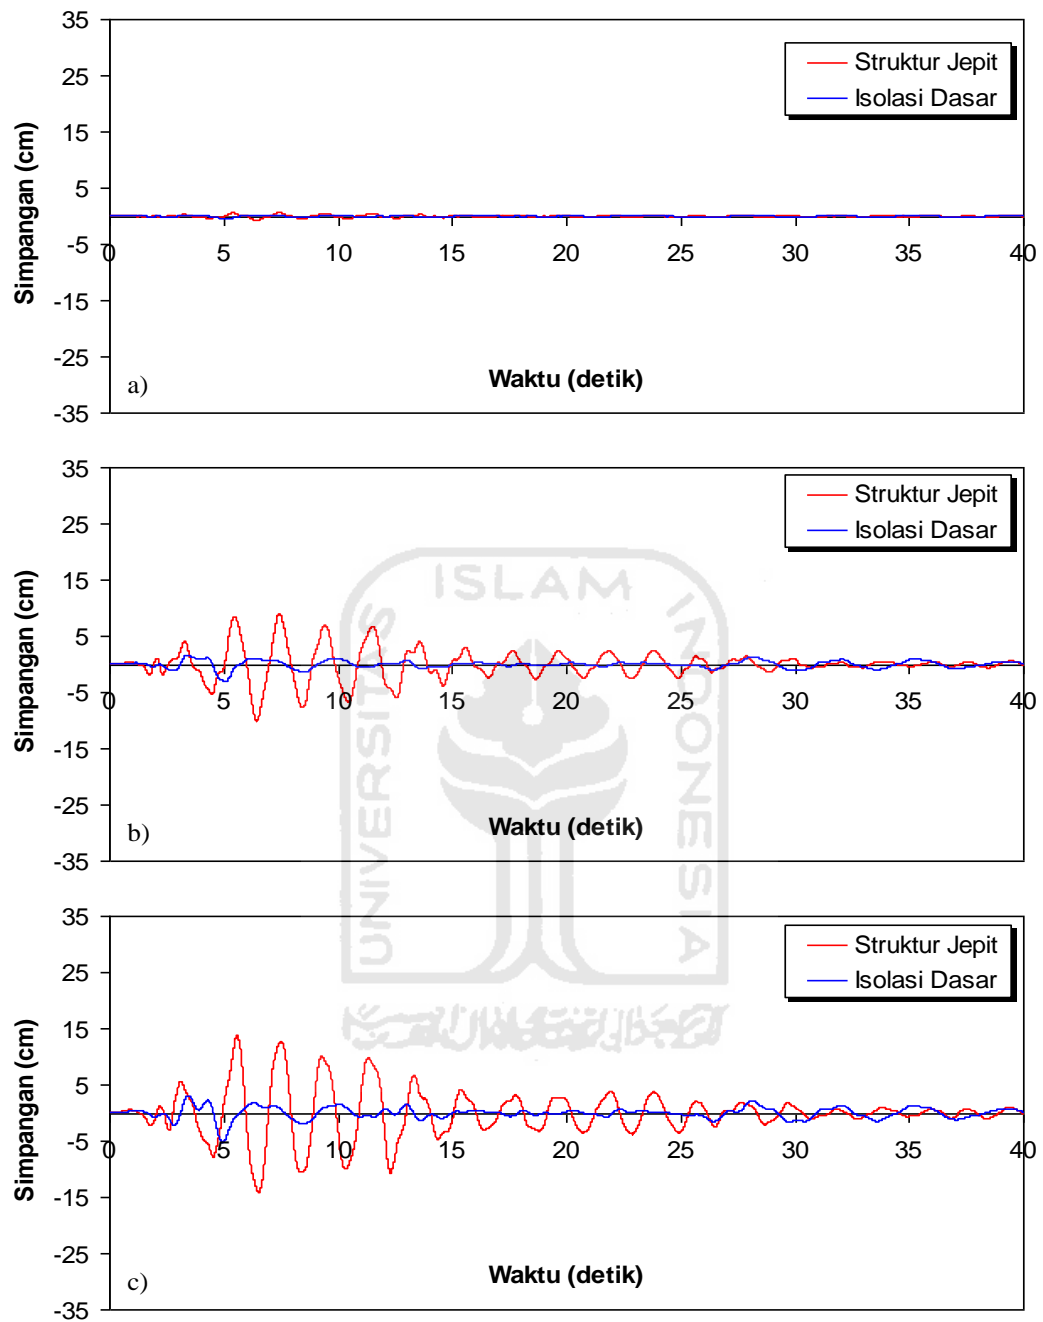 35
25
15
5
-5
-15
-25
-35
Simpangan (cm)
Struktur Jepit
Isolasi Dasar
0 5 10 15 20 25 30 35 40
Waktu (detik)
a)
35
25
15
5
-5
-15
-25
-35
Simpangan (cm)
Struktur Jepit
Isolasi Dasar
0 5 10 15 20 25 30 35 40
Waktu (detik)
b)
35
25
15
5
-5
-15
-25
-35
Simpangan (cm)
Struktur Jepit
Isolasi Dasar
0 5 10 15 20 25 30 35 40
Waktu (detik)
c)
UNIVERSITAS
ISLAM
INDONESIA